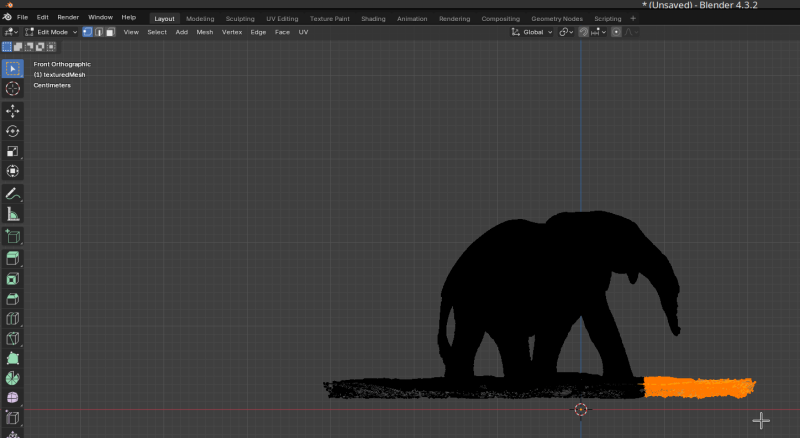 * (Unsaved) - Blender 4.3.2
File Edit Render Window Help Layout Modeling Sculpting UV Editing Texture Paint Shading Animation Rendering Compositing Geometry Nodes Scripting +
Edit Mode View Select Add Mesh Vertex Edge Face UV Global
Front Orthographic
(1) texturedMesh
Centimeters